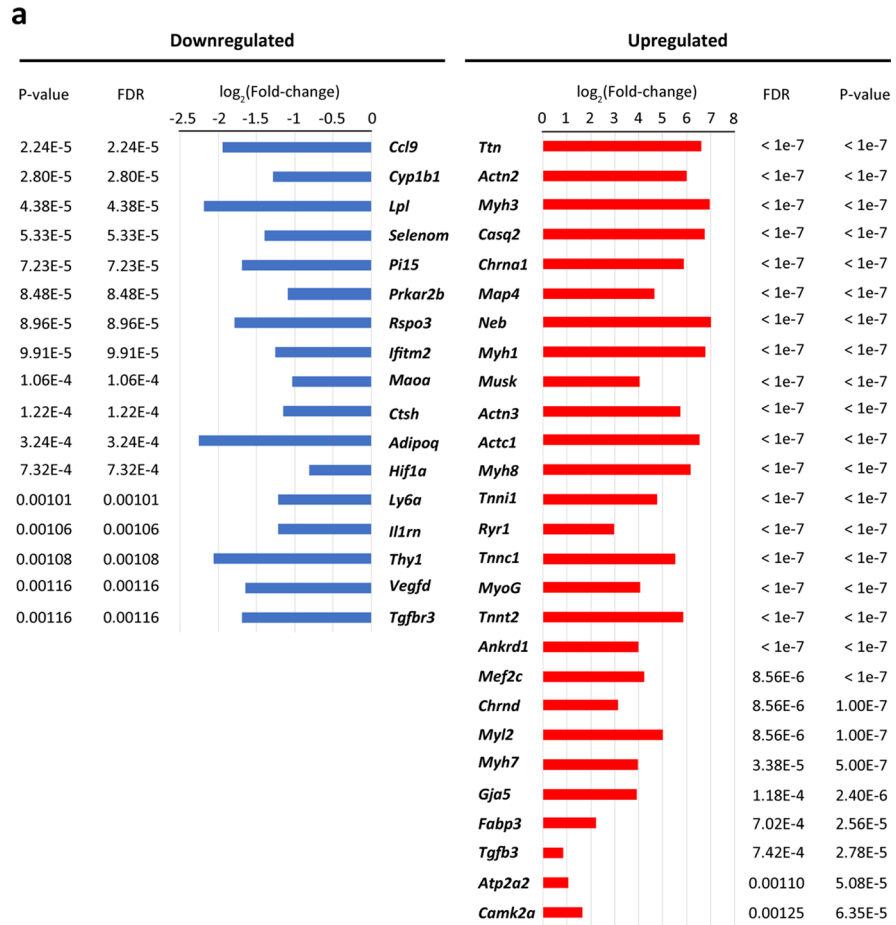 a
Downregulated Upregulated
P-value FDR log2(Fold-change) log2(Fold-change) FDR P-value
-2.5 -2 -1.5 -1 -0.5 0 0 1 2 3 4 5 6 7 8
2.24E-5 2.24E-5 Ccl9 Ttn < 1e-7 < 1e-7
2.80E-5 2.80E-5 Cyp1b1 Actn2 < 1e-7 < 1e-7
4.38E-5 4.38E-5 Lpl Myh3 < 1e-7 < 1e-7
5.33E-5 5.33E-5 Selenom Casq2 < 1e-7 < 1e-7
7.23E-5 7.23E-5 Pi15 Chrna1 < 1e-7 < 1e-7
8.48E-5 8.48E-5 Prkar2b Map4 < 1e-7 < 1e-7
8.96E-5 8.96E-5 Rspo3 Neb < 1e-7 < 1e-7
9.91E-5 9.91E-5 Ifitm2 Myh1 < 1e-7 < 1e-7
1.06E-4 1.06E-4 Maoa Musk < 1e-7 < 1e-7
1.22E-4 1.22E-4 Ctsh Actn3 < 1e-7 < 1e-7
3.24E-4 3.24E-4 Adipoq Actc1 < 1e-7 < 1e-7
7.32E-4 7.32E-4 Hif1a Myh8 < 1e-7 < 1e-7
0.00101 0.00101 Ly6a Tnni1 < 1e-7 < 1e-7
0.00106 0.00106 Il1rn Ryr1 < 1e-7 < 1e-7
0.00108 0.00108 Thy1 Tnnc1 < 1e-7 < 1e-7
0.00116 0.00116 Vegfd MyoG < 1e-7 < 1e-7
0.00116 0.00116 Tgfbr3 Tnnt2 < 1e-7 < 1e-7
Ankrd1 < 1e-7 < 1e-7
Mef2c 8.56E-6 < 1e-7
Chrnd 8.56E-6 1.00E-7
Myl2 8.56E-6 1.00E-7
Myh7 3.38E-5 5.00E-7
Gja5 1.18E-4 2.40E-6
Fabp3 7.02E-4 2.56E-5
Tgfb3 7.42E-4 2.78E-5
Atp2a2 0.00110 5.08E-5
Camk2a 0.00125 6.35E-5